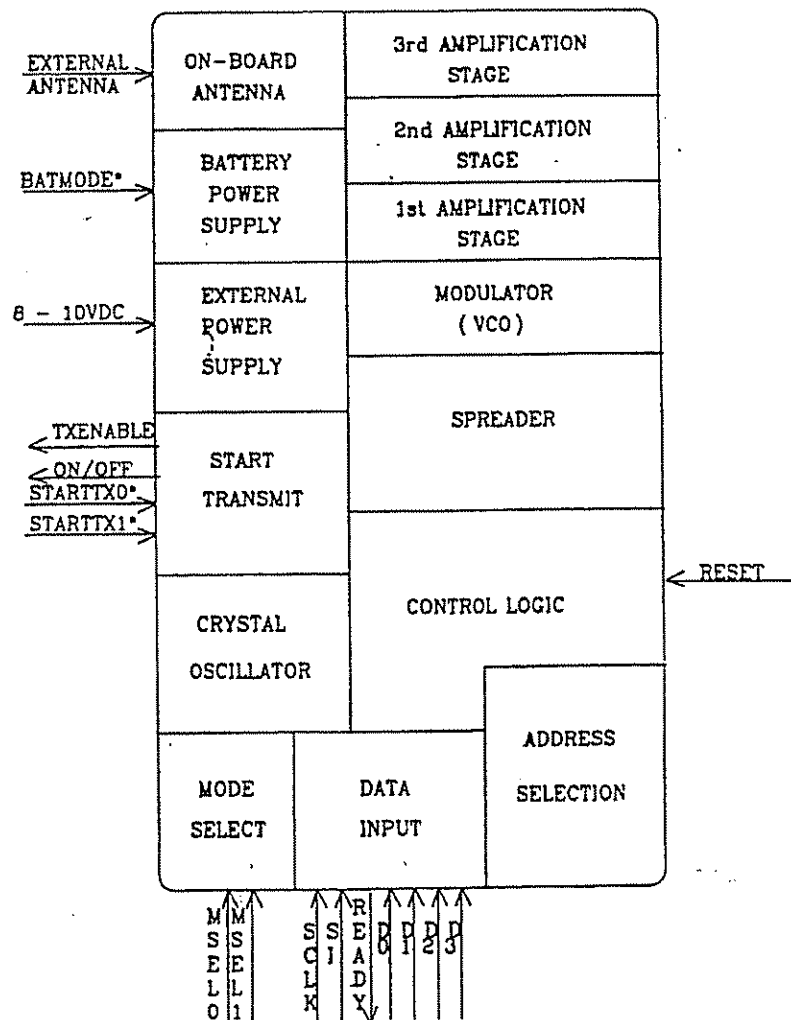 EXTERNAL
ANTENNA
ON-BOARD
ANTENNA
3rd AMPLIFICATION
STAGE
2nd AMPLIFICATION
STAGE
BATMODE*
BATTERY
POWER
SUPPLY
1st AMPLIFICATION
STAGE
8 - 10VDC
EXTERNAL
POWER
SUPPLY
MODULATOR
(VCO)
SPREADER
TXENABLE
ON/OFF
STARTTX0*
STARTTX1*
START
TRANSMIT
CONTROL LOGIC
RESET
CRYSTAL
OSCILLATOR
ADDRESS
SELECTION
MODE
SELECT
DATA
INPUT
MSEL0
MSEL1
SCLK
SI
READY
D0
D1
D2
D3